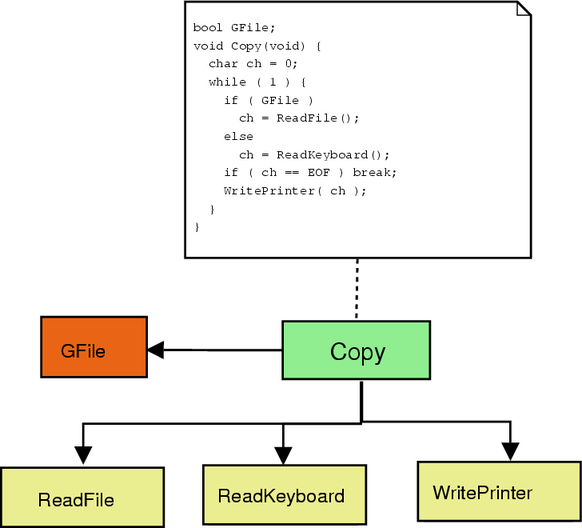 bool GFile;
void Copy(void) {
  char ch = 0;
  while ( 1 ) {
    if ( GFile )
      ch = ReadFile();
    else
      ch = ReadKeyboard();
    if ( ch == EOF ) break;
    WritePrinter( ch );
  }
}
GFile
Copy
ReadFile
ReadKeyboard
WritePrinter